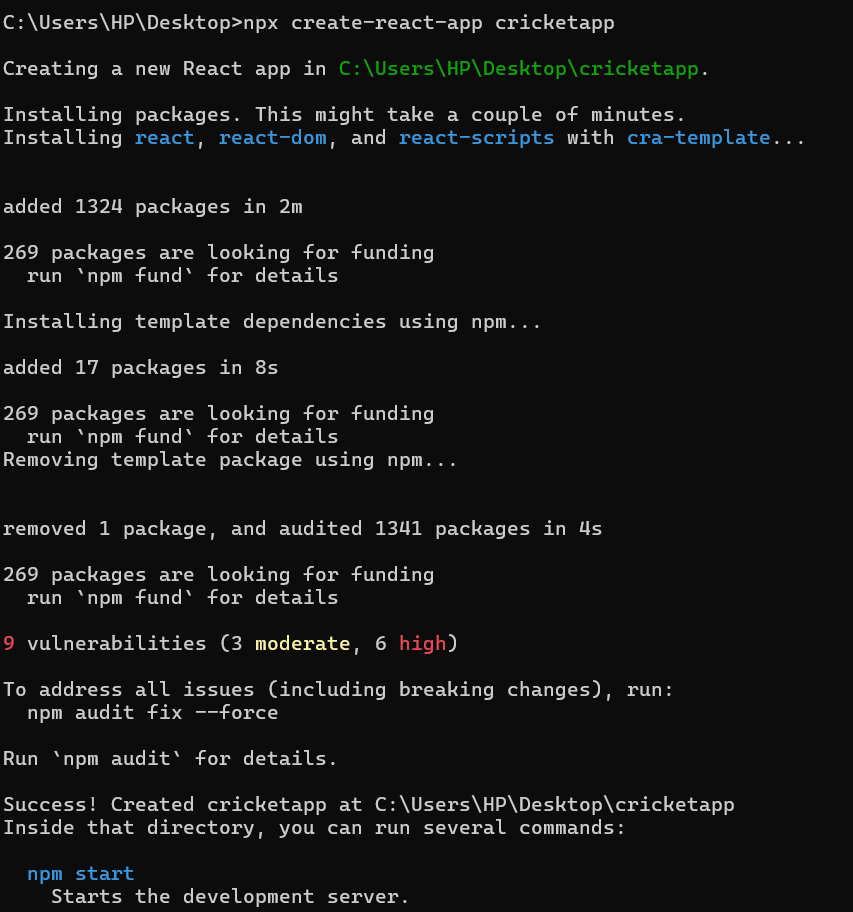 C:\Users\HP\Desktop>npx create-react-app cricketapp
Creating a new React app in C:\Users\HP\Desktop\cricketapp.
Installing packages. This might take a couple of minutes.
Installing react, react-dom, and react-scripts with cra-template...
added 1324 packages in 2m
269 packages are looking for funding
  run `npm fund` for details
Installing template dependencies using npm...
added 17 packages in 8s
269 packages are looking for funding
  run `npm fund` for details
Removing template package using npm...
removed 1 package, and audited 1341 packages in 4s
269 packages are looking for funding
  run `npm fund` for details
9 vulnerabilities (3 moderate, 6 high)
To address all issues (including breaking changes), run:
  npm audit fix --force
Run `npm audit` for details.
Success! Created cricketapp at C:\Users\HP\Desktop\cricketapp
Inside that directory, you can run several commands:
  npm start
    Starts the development server.